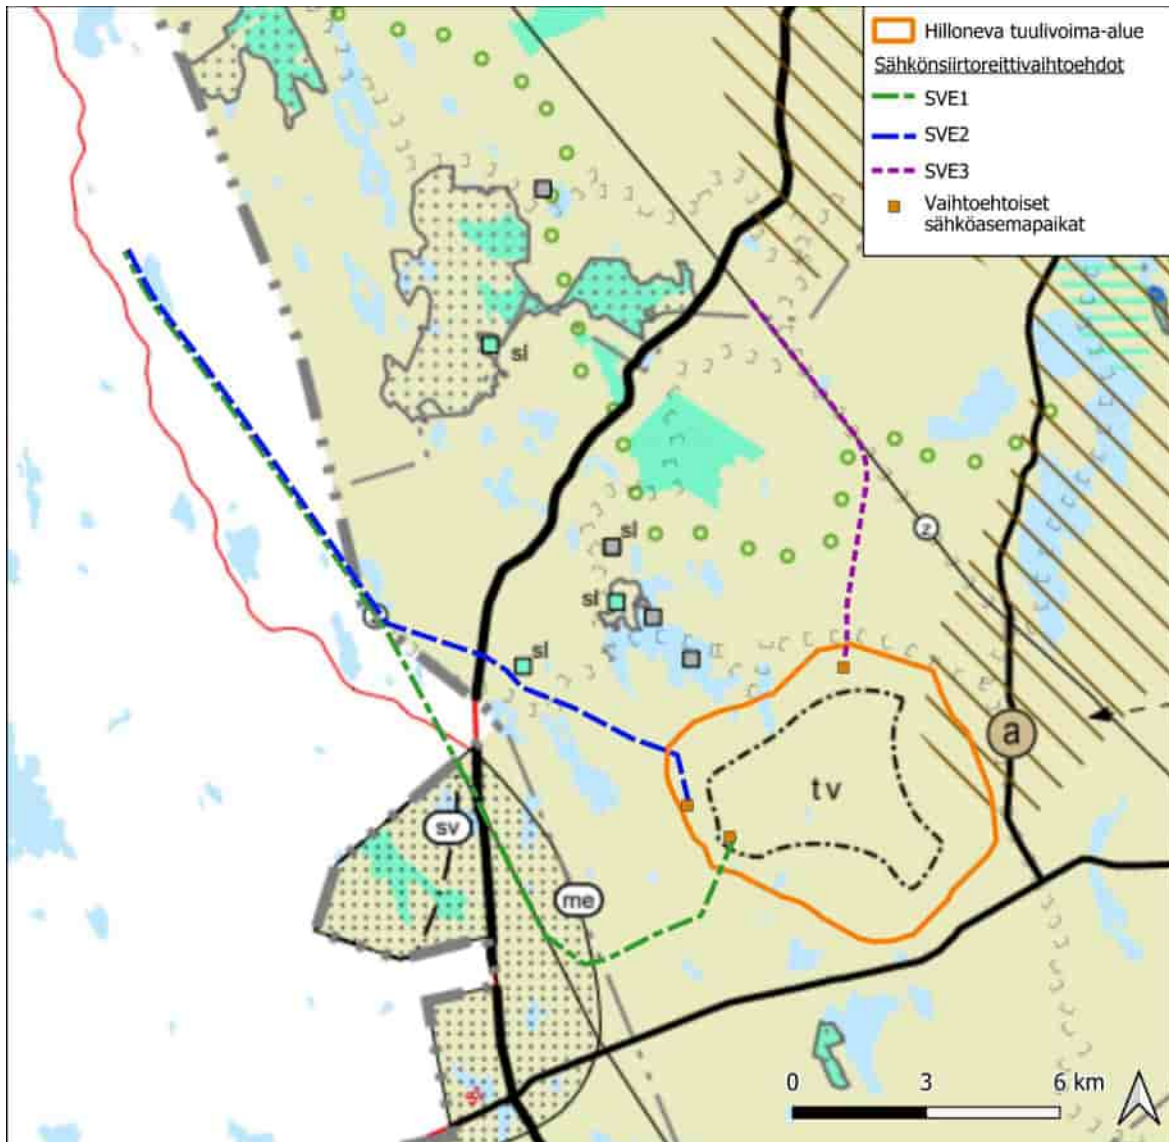 Hilloneva tuulivoima-alue
Sähkönsiirtoreittivaihtoehdot
SVE1
SVE2
SVE3
Vaihtoehtoiset
sähköasemapaikat
sl
z
sl
sl
sl
a
tv
sv
me
0 3 6 km